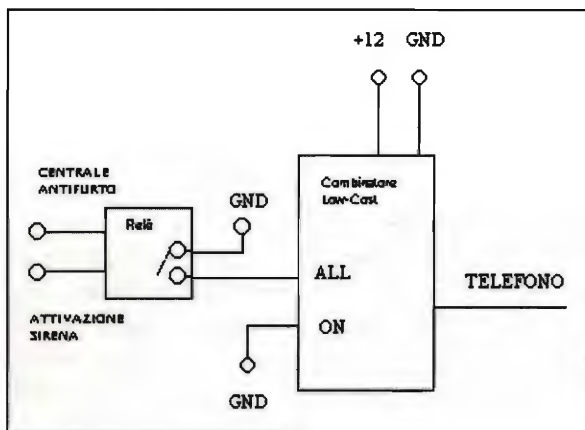 +12 GND
CENTRALE
ANTIFURTO
Relè
GND
Combinatore
Low-Cost
ALL
TELEFONO
ATTIVAZIONE
SIRENA
ON
GND